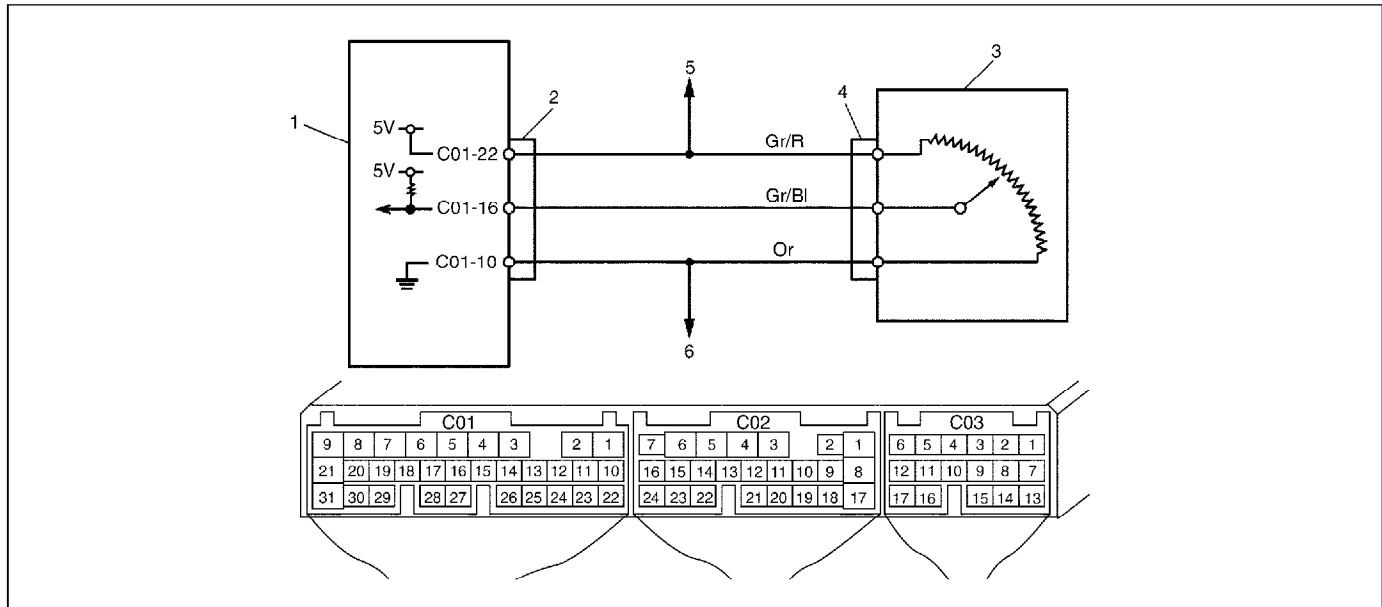 5
3
2
4
1
5V
C01-22
Gr/R
5V
C01-16
Gr/Bl
C01-10
Or
6
C01
C02
C03
9 8 7 6 5 4 3 2 1
7 6 5 4 3 2 1
6 5 4 3 2 1
21 20 19 18 17 16 15 14 13 12 11 10
16 15 14 13 12 11 10 9 8
12 11 10 9 8 7
31 30 29 28 27 26 25 24 23 22
24 23 22 21 20 19 18 17
17 16 15 14 13